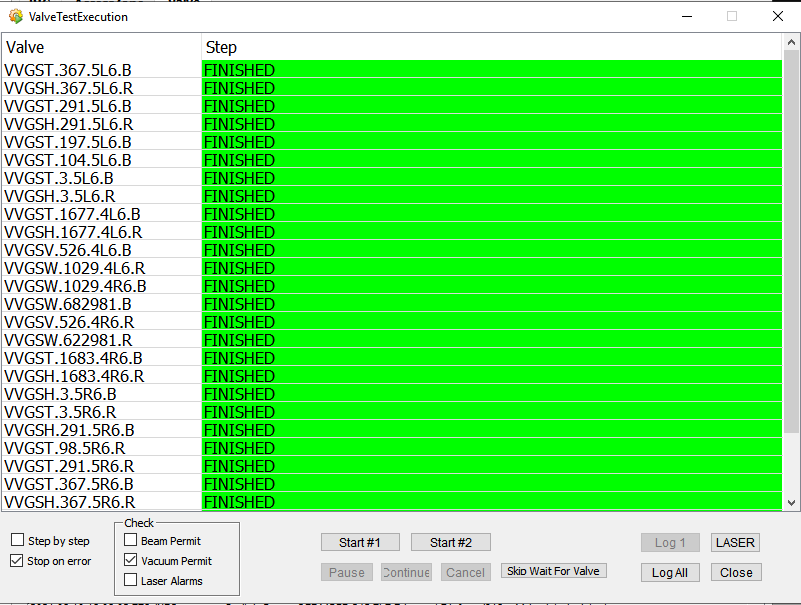 ValveTestExecution
Valve Step
VVGST.367.5L6.B FINISHED
VVGSH.367.5L6.R FINISHED
VVGST.291.5L6.B FINISHED
VVGSH.291.5L6.R FINISHED
VVGST.197.5L6.B FINISHED
VVGST.104.5L6.B FINISHED
VVGST.3.5L6.B FINISHED
VVGSH.3.5L6.R FINISHED
VVGST.1677.4L6.B FINISHED
VVGSH.1677.4L6.R FINISHED
VVGSV.526.4L6.B FINISHED
VVGSW.1029.4L6.R FINISHED
VVGSW.1029.4R6.B FINISHED
VVGSW.682981.B FINISHED
VVGSV.526.4R6.R FINISHED
VVGSW.622981.R FINISHED
VVGST.1683.4R6.B FINISHED
VVGSH.1683.4R6.R FINISHED
VVGSH.3.5R6.B FINISHED
VVGST.3.5R6.R FINISHED
VVGSH.291.5R6.B FINISHED
VVGST.98.5R6.R FINISHED
VVGST.291.5R6.R FINISHED
VVGST.367.5R6.B FINISHED
VVGSH.367.5R6.R FINISHED
Step by step
Stop on error
Check
Beam Permit
Vacuum Permit
Laser Alarms
Start #1 Start #2
Pause Continue Cancel Skip Wait For Valve
Log 1 LASER
Log All Close